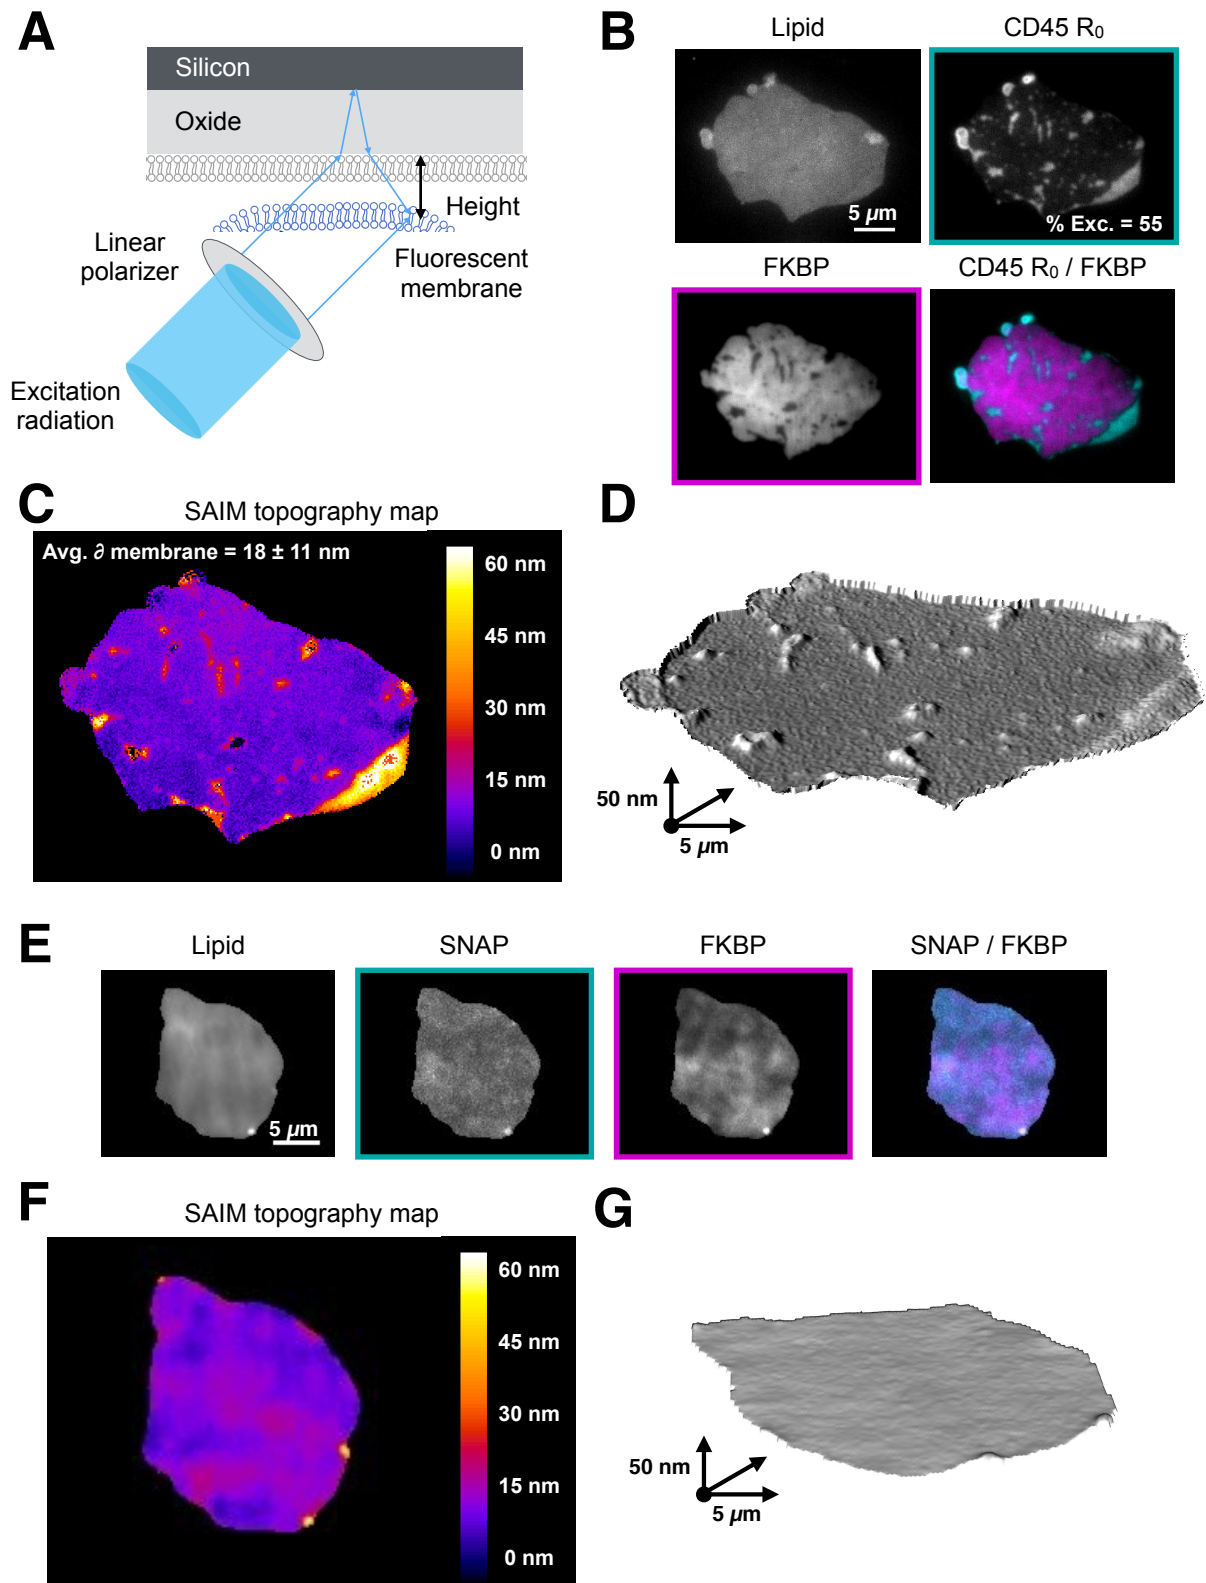 A
Silicon
Oxide
Height
Linear
polarizer
Fluorescent
membrane
Excitation
radiation
B
Lipid
CD45 R₀
5 µm
% Exc. = 55
FKBP
CD45 R₀ / FKBP
C
SAIM topography map
Avg. ∂ membrane = 18 ± 11 nm
60 nm
45 nm
30 nm
15 nm
0 nm
D
50 nm
5 µm
E
Lipid
SNAP
FKBP
SNAP / FKBP
5 µm
F
SAIM topography map
60 nm
45 nm
30 nm
15 nm
0 nm
G
50 nm
5 µm